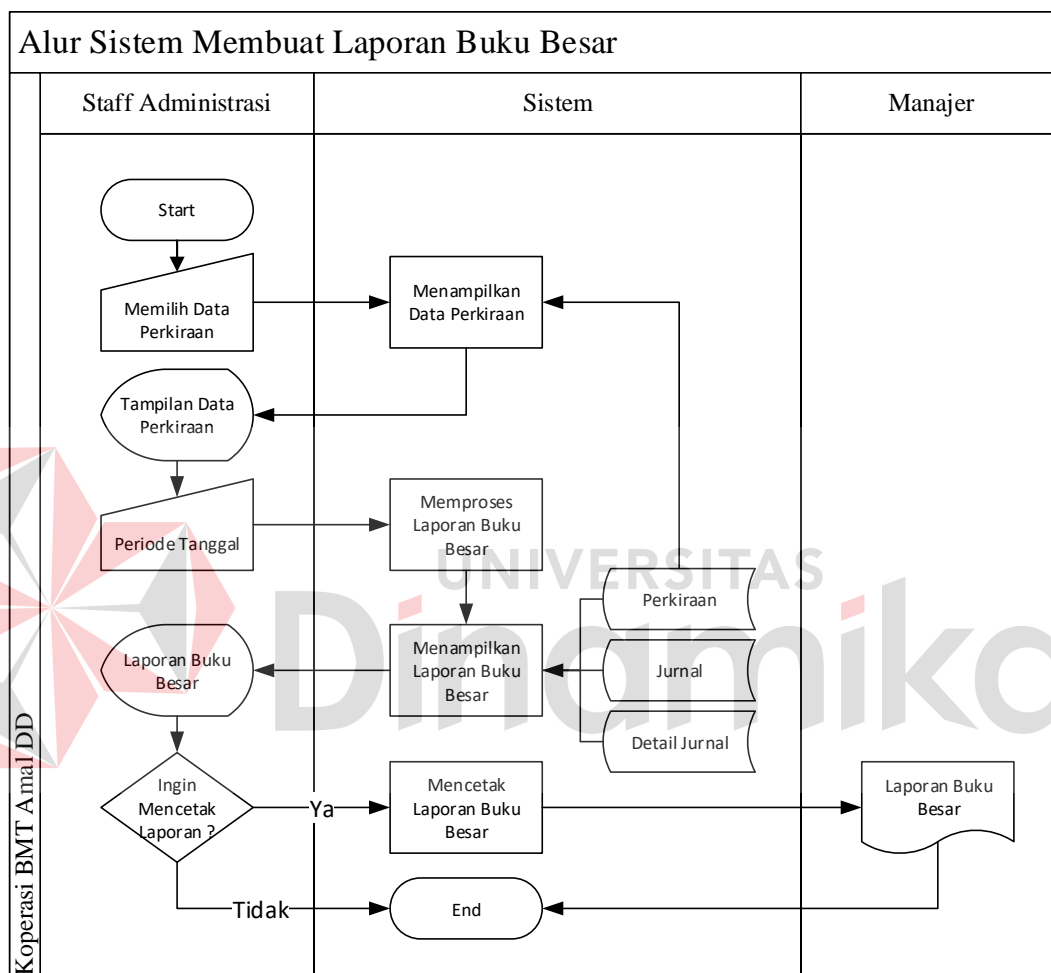 Alur Sistem Membuat Laporan Buku Besar
Staff Administrasi
Sistem
Manajer
Koperasi BMT Amal DD
Start
Memilih Data
Perkiraan
Menampilkan
Data Perkiraan
Tampilan Data
Perkiraan
Periode Tanggal
Memproses
Laporan Buku
Besar
UNIVERSITAS
Dinamika
Perkiraan
Laporan Buku
Besar
Menampilkan
Laporan Buku
Besar
Jurnal
Detail Jurnal
Ingin
Mencetak
Laporan ?
Ya
Mencetak
Laporan Buku
Besar
Laporan Buku
Besar
Tidak
End